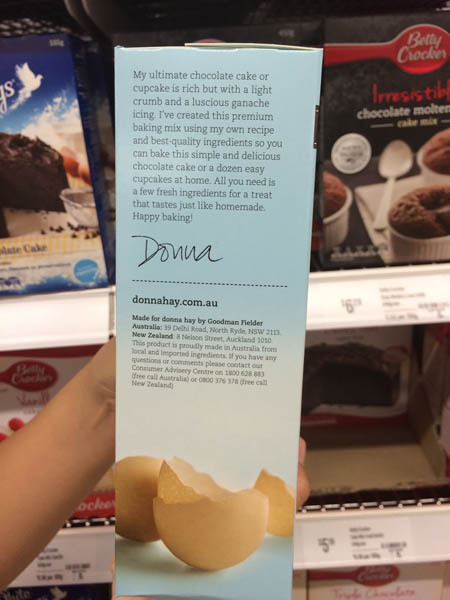 My ultimate chocolate cake or
cupcake is rich but with a light
crumb and a luscious ganache
icing. I've created this premium
baking mix using my own recipe
and best-quality ingredients so you
can bake this simple and delicious
chocolate cake or a dozen easy
cupcakes at home. All you need is
a few fresh ingredients for a treat
that tastes just like homemade.
Happy baking!
Donna
donnahay.com.au
Made for donna hay by Goodman Fielder
Australia: 39 Delhi Road, North Ryde, NSW 2113.
New Zealand: 8 Nelson Street, Auckland 1010.
This product is proudly made in Australia from
local and imported ingredients. If you have any
questions or comments please contact our
Consumer Advisory Centre on 1800 628 883
(free call Australia) or 0800 376 378 (free call
New Zealand)
Betty
Crocker
Irresistibl
chocolate molten
cake mix
olate Cake
Betty
Crocker
Vanill
ocke
Triple Chocolate